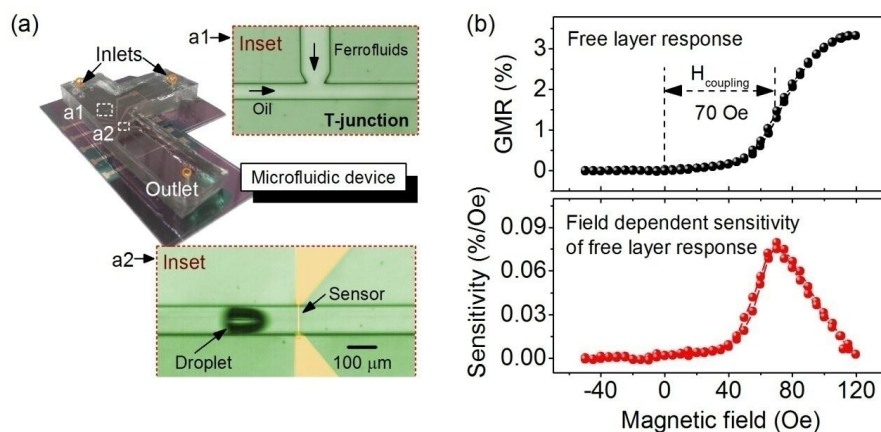 (a)
Inlets
a1
a2
Outlet
a1
Inset
Ferrofluids
Oil
T-junction
Microfluidic device
a2
Inset
Sensor
Droplet
100 μm
(b)
Free layer response
H coupling
70 Oe
GMR (%)
3
2
1
0
Field dependent sensitivity
of free layer response
Sensitivity (%/Oe)
0.09
0.06
0.03
0.00
-40 0 40 80 120
Magnetic field (Oe)